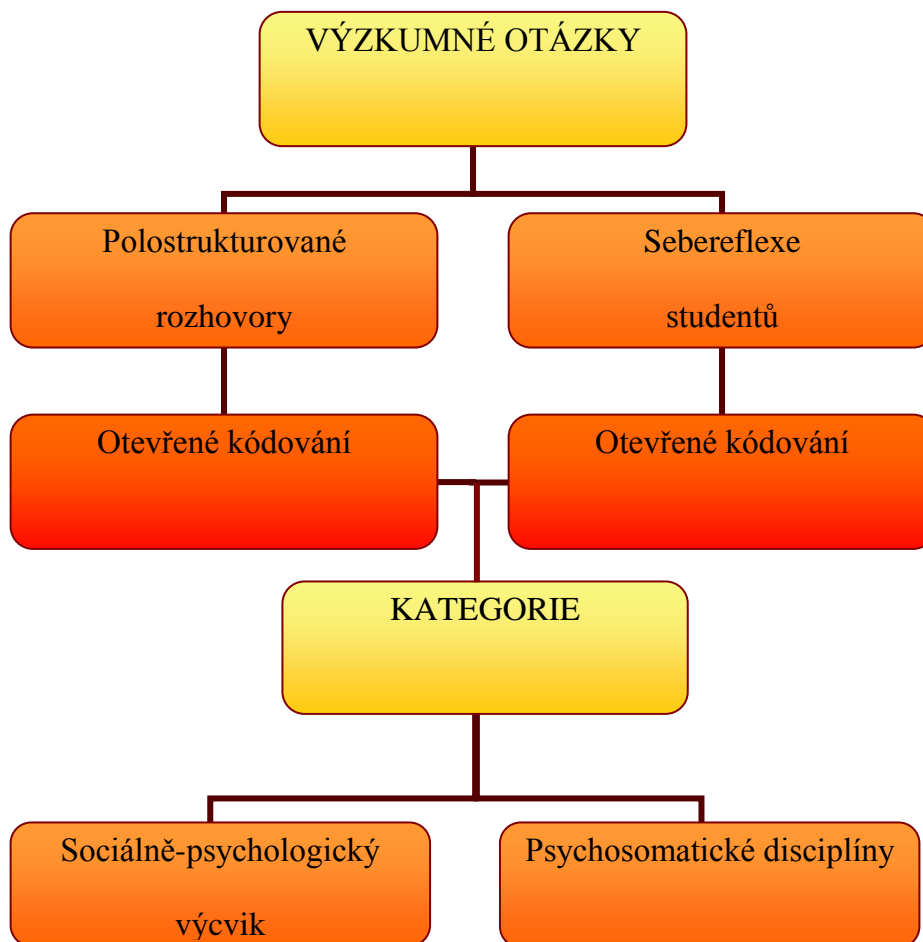 VÝZKUMNÉ OTÁZKY
Polostrukturované
rozhovory
Sebereflexe
studentů
Otevřené kódování
Otevřené kódování
KATEGORIE
Sociálně-psychologický
výcvik
Psychosomatické disciplíny